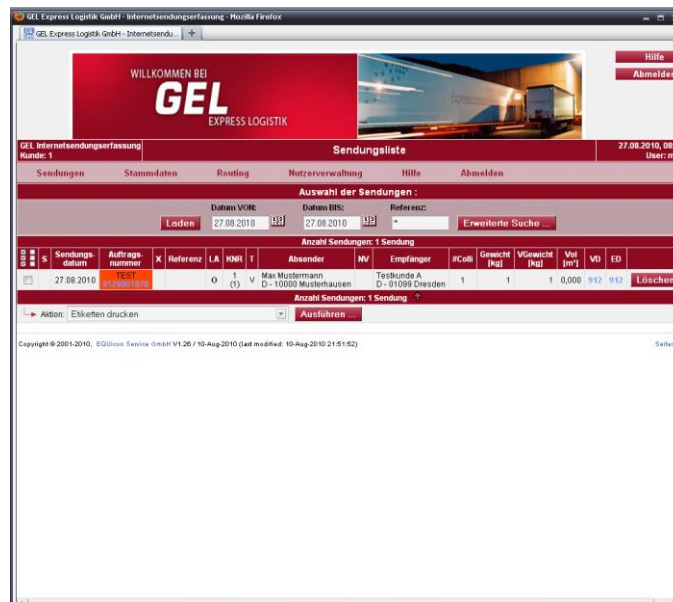 GEL Express Logistik GmbH - Internetsendungserfassung - Mozilla Firefox
GEL Express Logistik GmbH - Internetsendu...
WILLKOMMEN BEI
GEL
EXPRESS LOGISTIK
Hilfe
Abmelden
GEL Internetsendungserfassung
Kunde: 1
Sendungsliste
27.08.2010, 08
User: m
Sendungen Stammdaten Routing Nutzerverwaltung Hilfe Abmelden
Auswahl der Sendungen :
Datum VON: Datum BIS: Referenz:
Laden 27.08.2010 27.08.2010 * Erweiterte Suche ...
Anzahl Sendungen: 1 Sendung
S Sendungs-datum Auftrags-nummer X Referenz LA KNR T Absender NV Empfänger #Colli Gewicht [kg] VGewicht [kg] Vol [m³] VD ED
27.08.2010 TEST O 1 (1) V Max Mustermann D - 10000 Musterhausen Testkunde A D - 01099 Dresden 1 1 1 0,000 912 912 Löschen
Anzahl Sendungen: 1 Sendung
Aktion: Etiketten drucken Ausführen ...
Copyright © 2001-2010, EQUIcon Service GmbH V1.26 / 10-Aug-2010 (last modified: 10-Aug-2010 21:51:52)
Seite